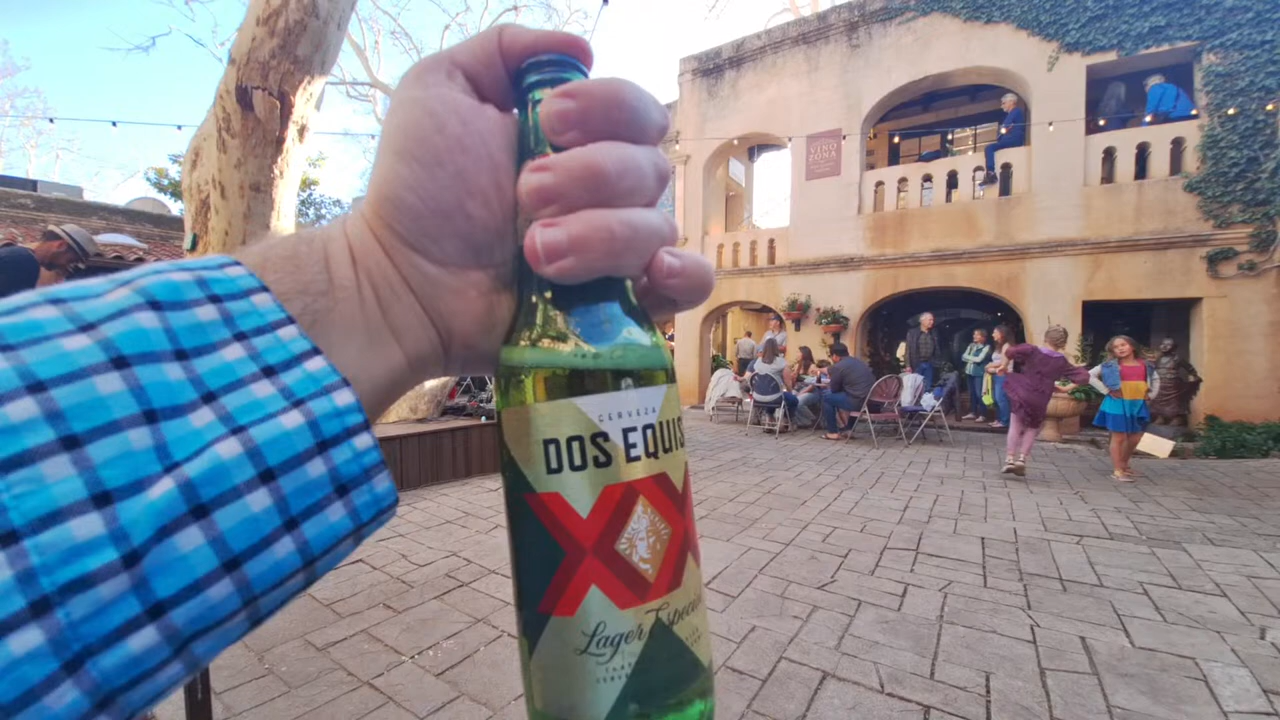 VINO
ZONA
CERVEZA
DOS EQUIS
XX
Lager Especial